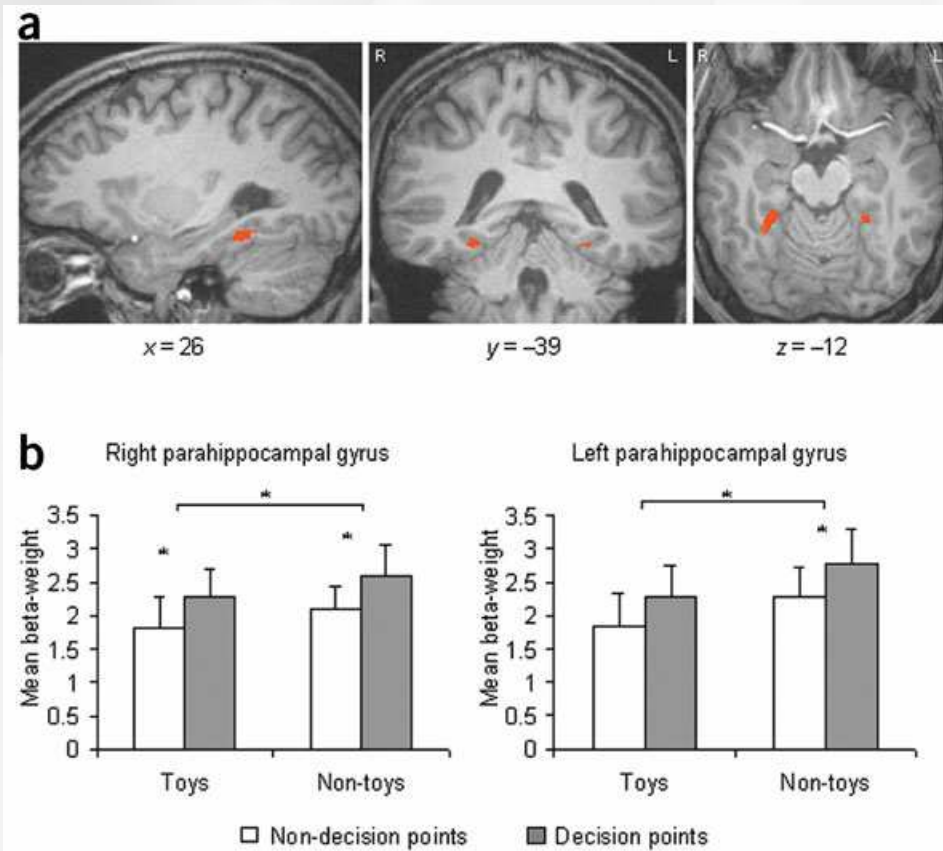 a
R L R L
x = 26 y = –39 z = –12
b
Right parahippocampal gyrus Left parahippocampal gyrus
* *
* * *
Mean beta-weight Mean beta-weight
3.5 3.5
3 3
2.5 2.5
2 2
1.5 1.5
1 1
0.5 0.5
0 0
Toys Non-toys Toys Non-toys
Non-decision points Decision points